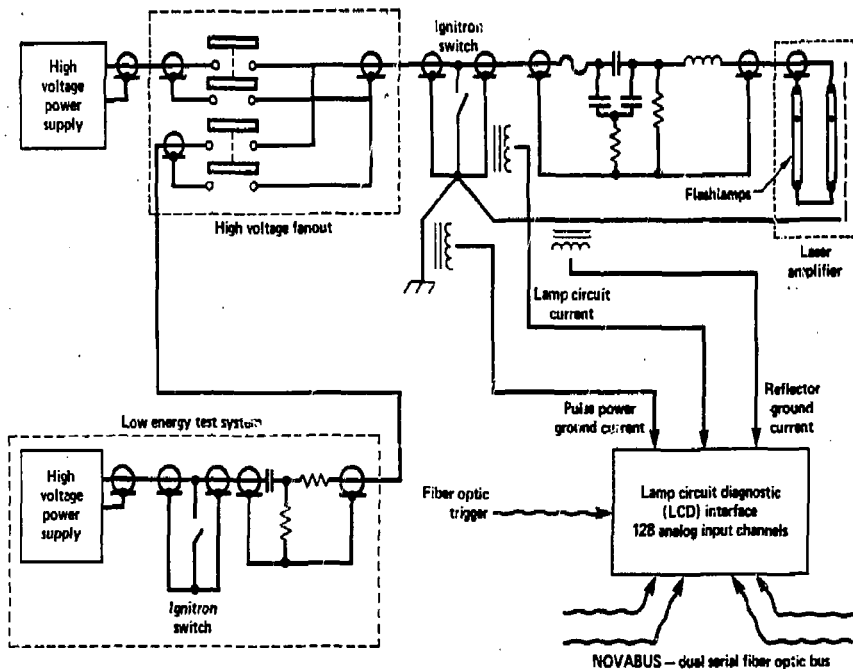 High
voltage
power
supply
High voltage fanout
Ignitron
switch
Flashlamps
Laser
amplifier
Lamp circuit
current
Pulse power
ground current
Reflector
ground
current
Low energy test system
High
voltage
power
supply
Ignitron
switch
Fiber optic
trigger
Lamp circuit diagnostic
(LCD) interface
128 analog input channels
NOVABUS – dual serial fiber optic bus